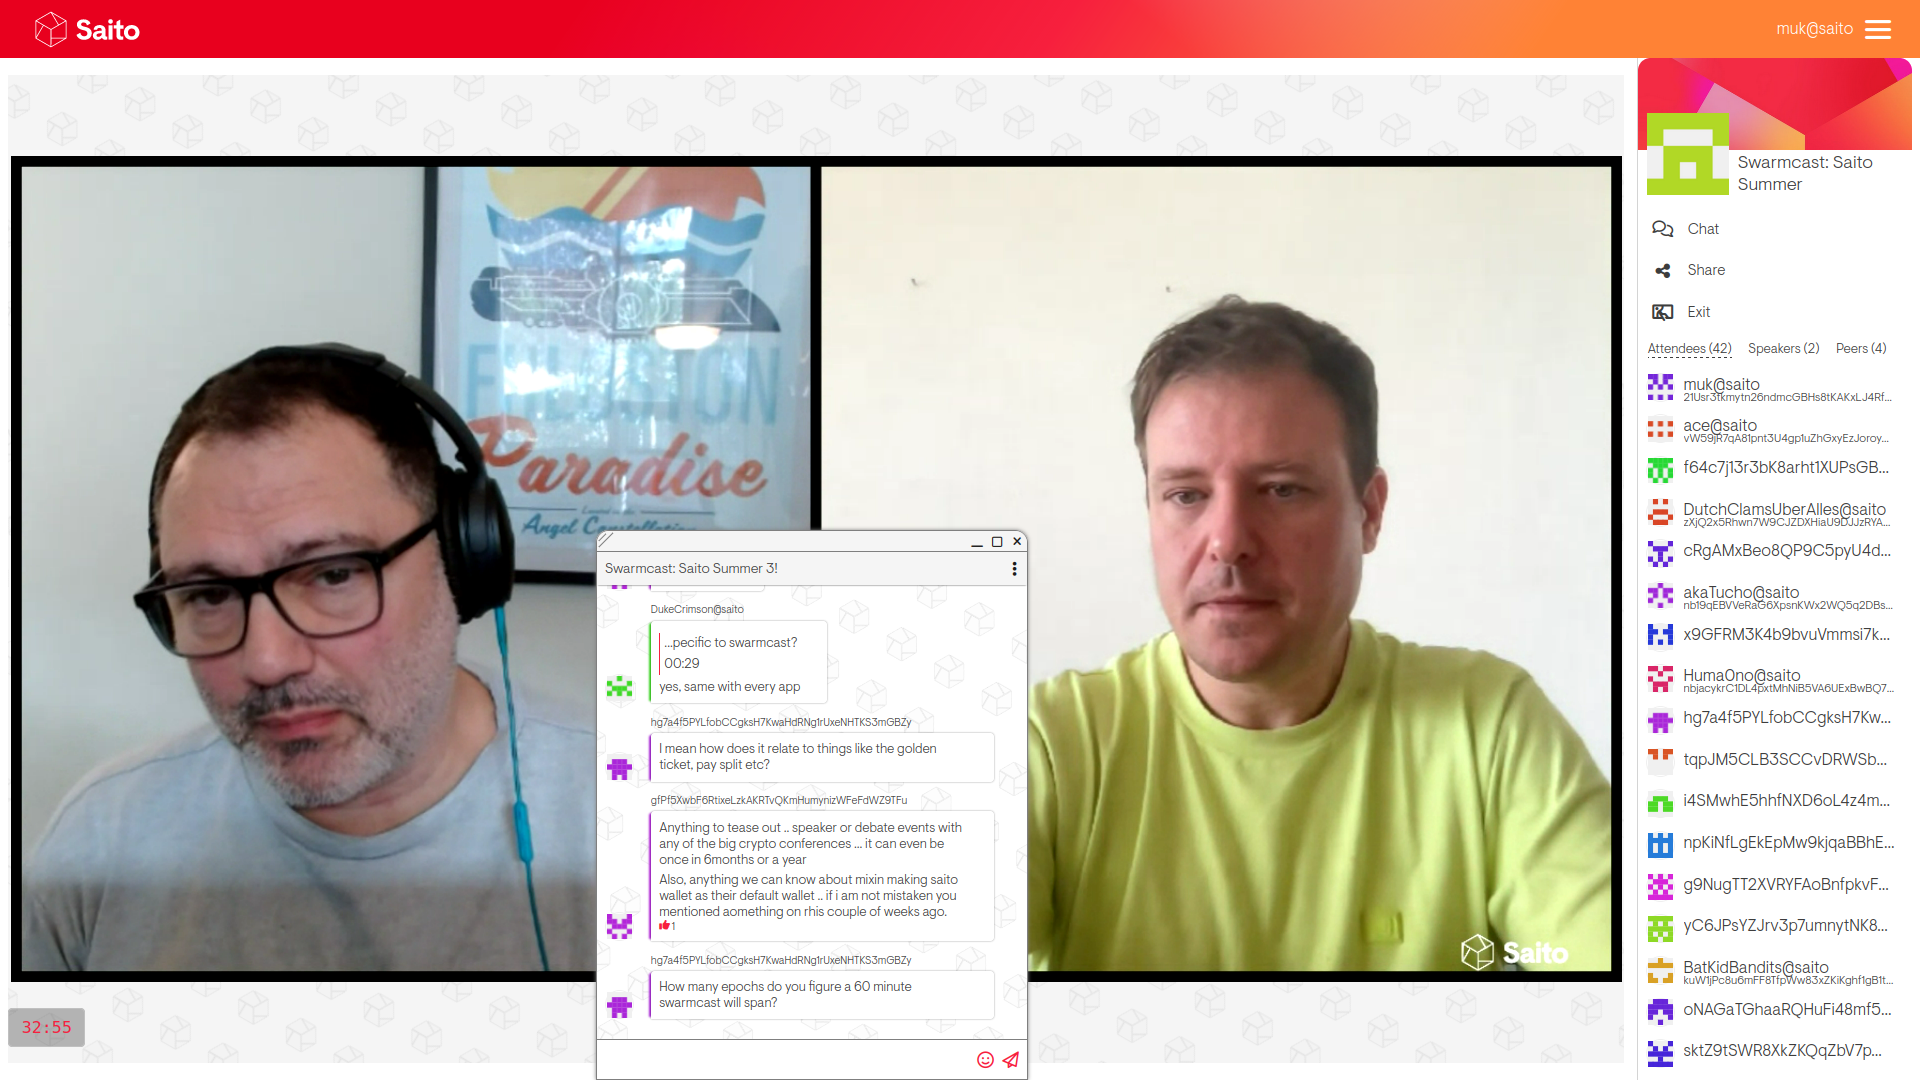 Saito
muk@saito
Paradise
Angel
Saito
32:55
Swarmcast: Saito Summer 3!
DukeCrimson@saito
...pecific to swarmcast?
00:29
yes, same with every app
hg7a4f5PYLfobCCgksH7KwaHdRNg1rUxeNHTKS3mGBZy
I mean how does it relate to things like the golden
ticket, pay split etc?
gfPf5XwbF6RtixeLzkAKRTvQKmHumynizWFeFdWZ9TFu
Anything to tease out .. speaker or debate events with
any of the big crypto conferences ... it can even be
once in 6months or a year
Also, anything we can know about mixin making saito
wallet as their default wallet .. if i am not mistaken you
mentioned aomething on rhis couple of weeks ago.
1
hg7a4f5PYLfobCCgksH7KwaHdRNg1rUxeNHTKS3mGBZy
How many epochs do you figure a 60 minute
swarmcast will span?
Swarmcast: Saito
Summer
Chat
Share
Exit
Attendees (42) Speakers (2) Peers (4)
muk@saito
21Usr3tkmytn26ndmcGBHs8tKAKxLJ4Rf...
ace@saito
vW59jR7qA81pnt3U4gp1uZhGxyEzJoroy...
f64c7j13r3bK8arht1XUPsGB...
DutchClamsUberAlles@saito
zXjQ2x5Rhwn7W9CJZDXHiaU9DJJzRYA...
cRgAMxBeo8QP9C5pyU4d...
akaTucho@saito
nb19qEBVVeRaG6XpsnKWx2WQ5q2DBs...
x9GFRM3K4b9bvuVmmsi7k...
Huma0no@saito
nbjacykrC1DL4pxtMhNiB5VA6UExBwBQ7...
hg7a4f5PYLfobCCgksH7Kw...
tqpJM5CLB3SCCvDRWSb...
i4SMwhE5hhfNXD6oL4z4m...
npKiNfLgEkEpMw9kjqaBBhE...
g9NugTT2XVRYFAoBnfpkvF...
yC6JPsYZJrv3p7umnytNK8...
BatKidBandits@saito
kuW1jPc8u6mFF8TfpWw83xZKiKghf1gB1t...
oNAGaTGhaaRQHuFi48mf5...
sktZ9tSWR8XkZKQqZbV7p...